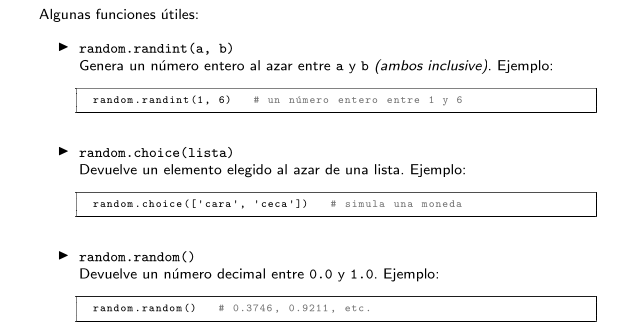 Algunas funciones útiles:
▶ random.randint(a, b)
Genera un número entero al azar entre a y b (ambos inclusive). Ejemplo:
random.randint(1, 6)   # un número entero entre 1 y 6
▶ random.choice(lista)
Devuelve un elemento elegido al azar de una lista. Ejemplo:
random.choice(['cara', 'ceca'])   # simula una moneda
▶ random.random()
Devuelve un número decimal entre 0.0 y 1.0. Ejemplo:
random.random()   # 0.3746, 0.9211, etc.